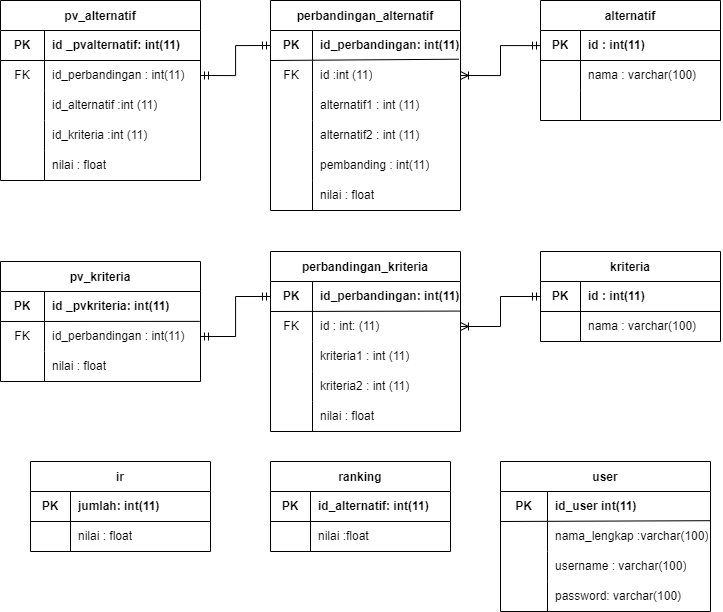 pv_alternatif
PK id _pvalternatif: int(11)
FK id_perbandingan : int(11)
id_alternatif :int (11)
id_kriteria :int (11)
nilai : float
perbandingan_alternatif
PK id_perbandingan: int(11)
FK id :int (11)
alternatif1 : int (11)
alternatif2 : int (11)
pembanding : int(11)
nilai : float
alternatif
PK id : int(11)
nama : varchar(100)
pv_kriteria
PK id _pvkriteria: int(11)
FK id_perbandingan : int(11)
nilai : float
perbandingan_kriteria
PK id_perbandingan: int(11)
FK id : int: (11)
kriteria1 : int (11)
kriteria2 : int (11)
nilai : float
kriteria
PK id : int(11)
nama : varchar(100)
ir
PK jumlah: int(11)
nilai : float
ranking
PK id_alternatif: int(11)
nilai :float
user
PK id_user int(11)
nama_lengkap :varchar(100)
username : varchar(100)
password: varchar(100)